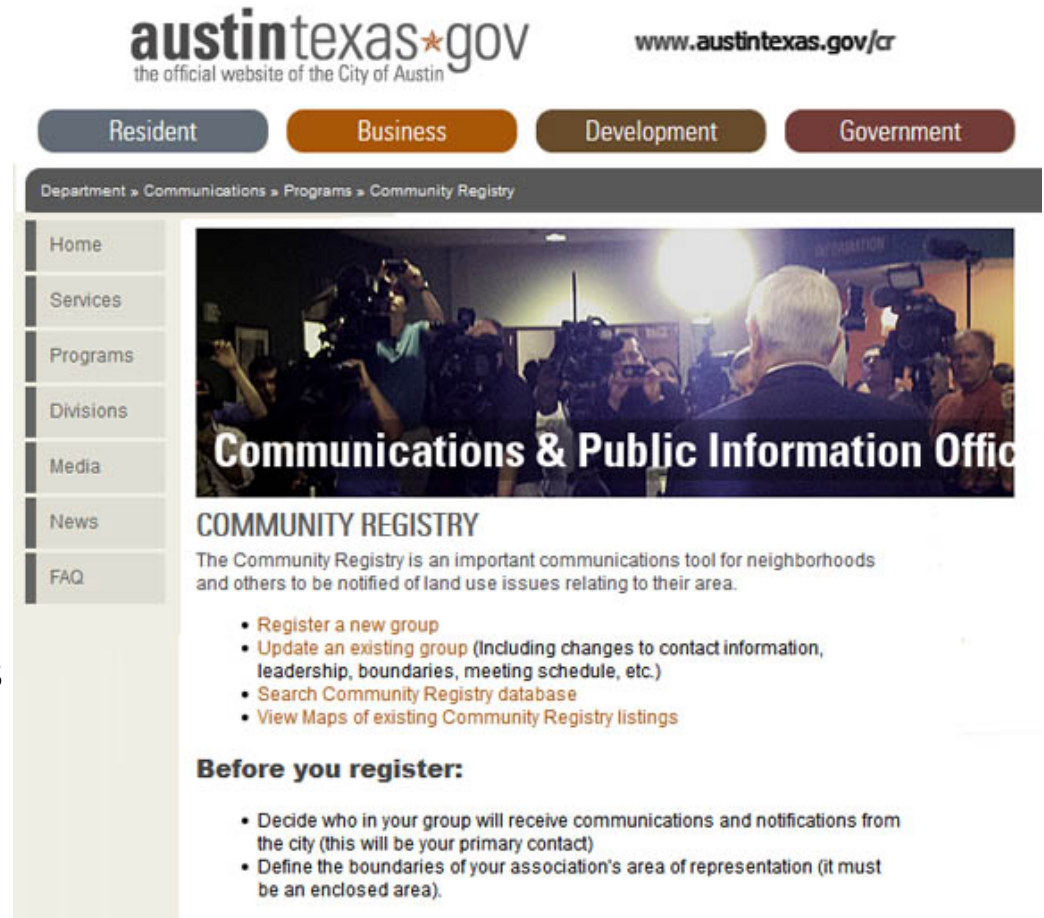 austintexas★gov
the official website of the City of Austin
www.austintexas.gov/cr
Resident
Business
Development
Government
Department » Communications » Programs » Community Registry
Home
Services
Programs
Divisions
Media
News
FAQ
INFORMATION
Communications & Public Information Offic
COMMUNITY REGISTRY
The Community Registry is an important communications tool for neighborhoods
and others to be notified of land use issues relating to their area.
• Register a new group
• Update an existing group (Including changes to contact information,
leadership, boundaries, meeting schedule, etc.)
• Search Community Registry database
• View Maps of existing Community Registry listings
Before you register:
• Decide who in your group will receive communications and notifications from
the city (this will be your primary contact)
• Define the boundaries of your association's area of representation (it must
be an enclosed area).